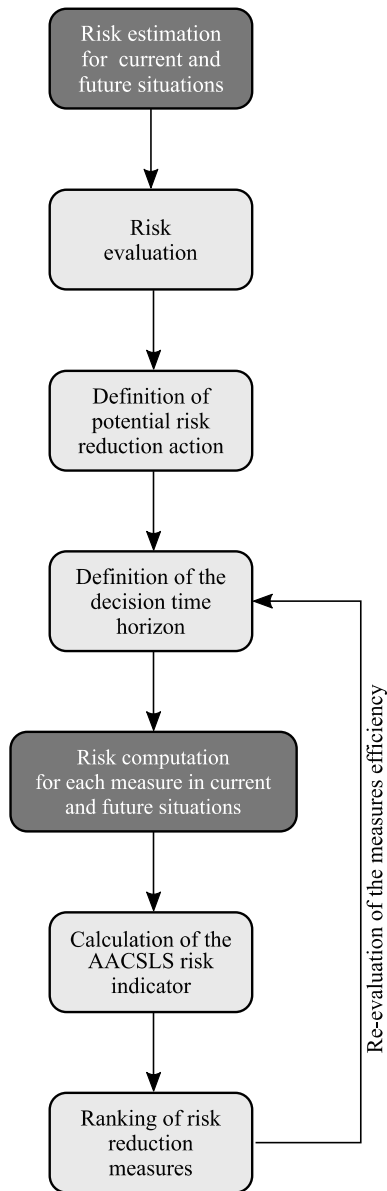 Risk estimation
for current and
future situations
Risk
evaluation
Definition of
potential risk
reduction action
Definition of the
decision time
horizon
Risk computation
for each measure in current
and future situations
Calculation of the
AACSLS risk
indicator
Ranking of risk
reduction
measures
Re-evaluation of the measures efficiency